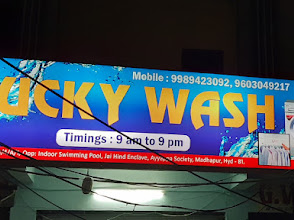 Mobile : 9989423092, 9603049217
UCKY WASH
Timings : 9 am to 9 pm
Opp: Indoor Swimming Pool, Jai Hind Enclave, Ayyappa Society, Madhapur, Hyd - 81.